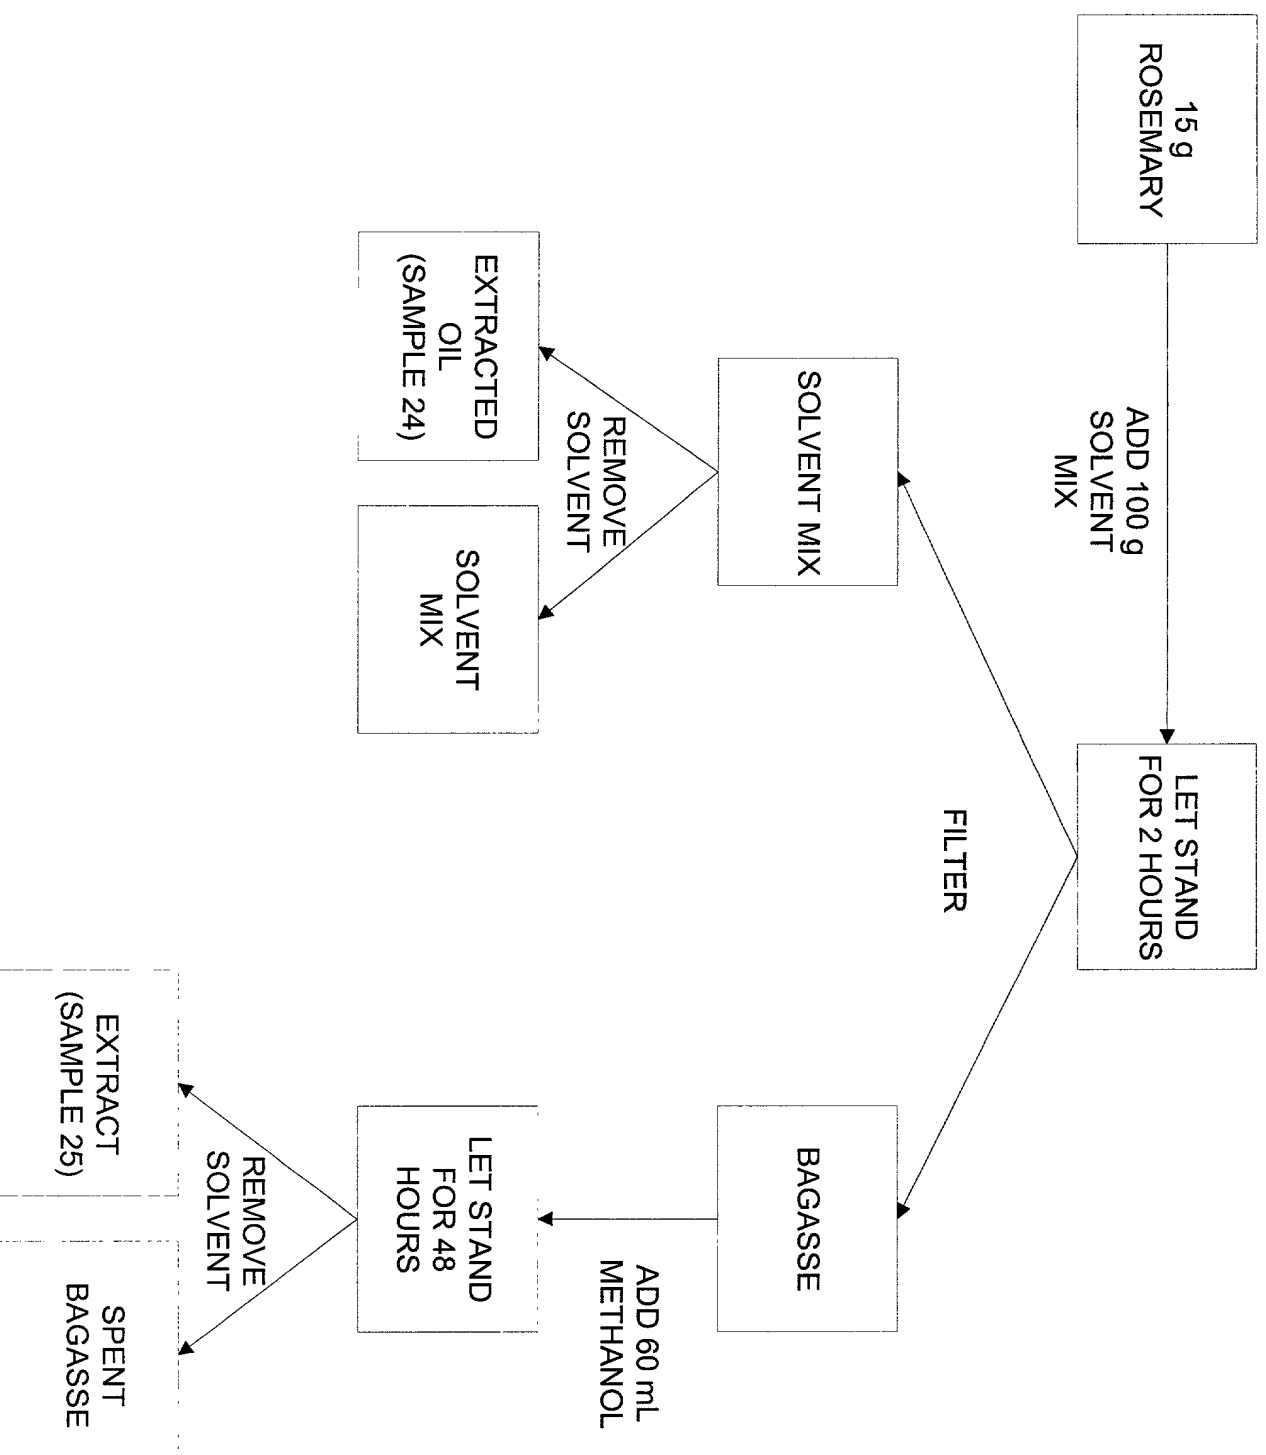 15 g
ROSEMARY
ADD 100 g
SOLVENT
MIX
LET STAND
FOR 2 HOURS
FILTER
SOLVENT MIX
BAGASSE
REMOVE
SOLVENT
ADD 60 mL
METHANOL
EXTRACTED
OIL
(SAMPLE 24)
SOLVENT
MIX
LET STAND
FOR 48
HOURS
REMOVE
SOLVENT
EXTRACT
(SAMPLE 25)
SPENT
BAGASSE